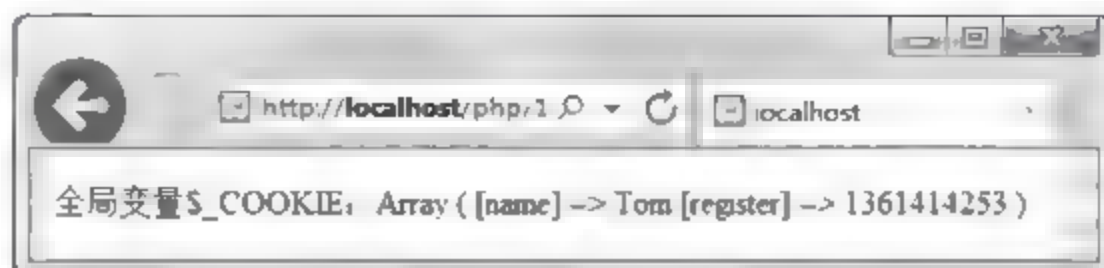 http://localhost/php/1
localhost
全局变量$_COOKIE: Array ( [name] => Tom [register] => 1361414253 )